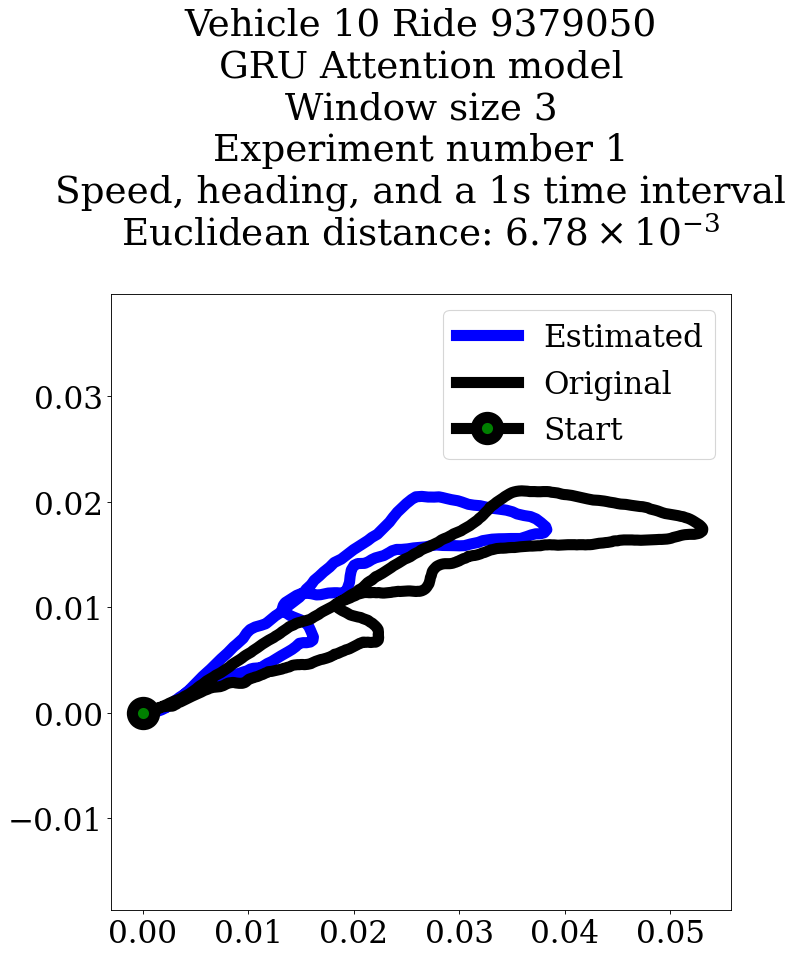 Vehicle 10 Ride 9379050
GRU Attention model
Window size 3
Experiment number 1
Speed, heading, and a 1s time interval
Euclidean distance: 6.78 × 10⁻³
Estimated
Original
Start
0.03
0.02
0.01
0.00
−0.01
0.00 0.01 0.02 0.03 0.04 0.05